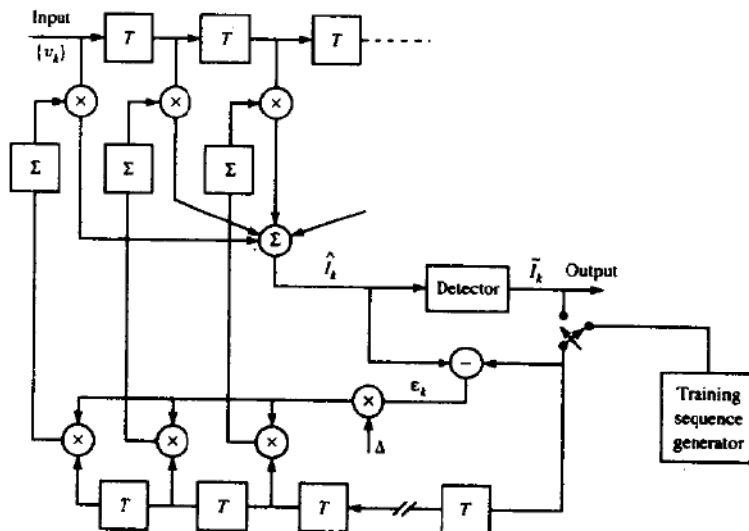 Input
{v_k}
T
T
T
×
×
×
Σ
Σ
Σ
Σ
Î_k
Detector
Ĩ_k
Output
−
ε_k
×
Δ
×
×
×
T
T
T
T
Training
sequence
generator